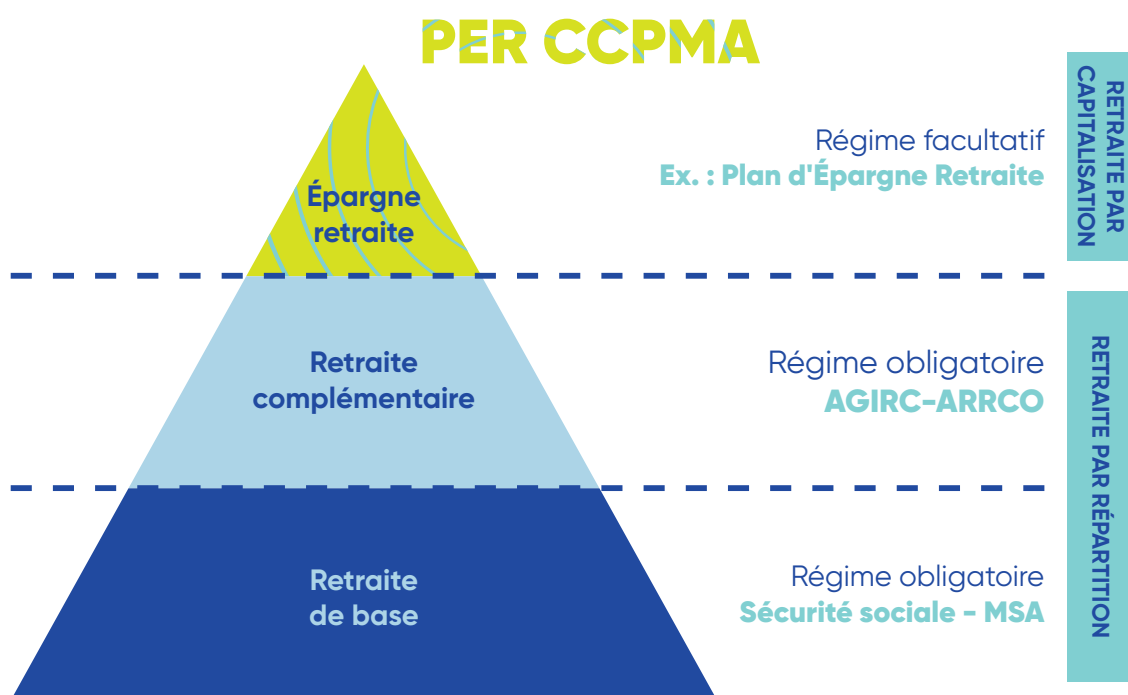 PER CCPMA
Épargne
retraite
Régime facultatif
Ex. : Plan d'Épargne Retraite
RETRAITE PAR
CAPITALISATION
Retraite
complémentaire
Régime obligatoire
AGIRC-ARRCO
Retraite
de base
Régime obligatoire
Sécurité sociale - MSA
RETRAITE PAR RÉPARTITION